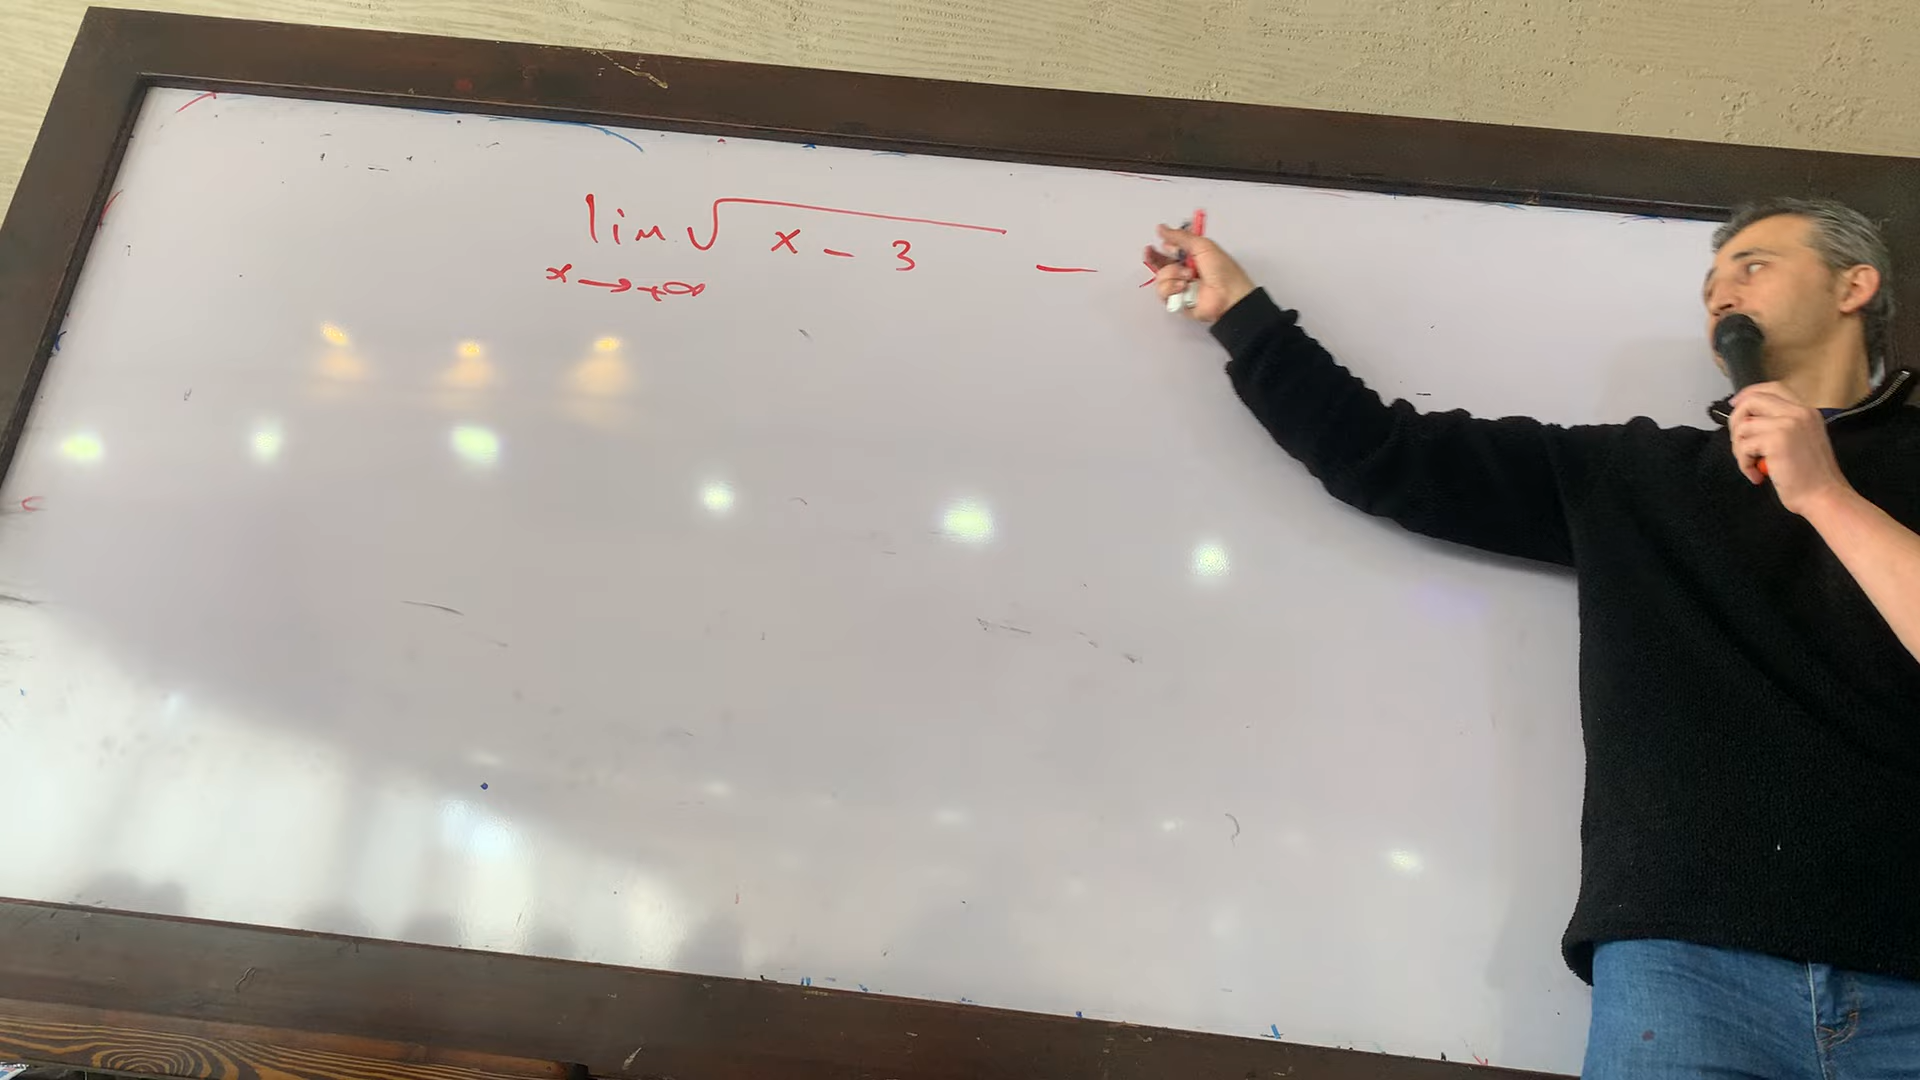 lim √(x - 3) -
x → +∞